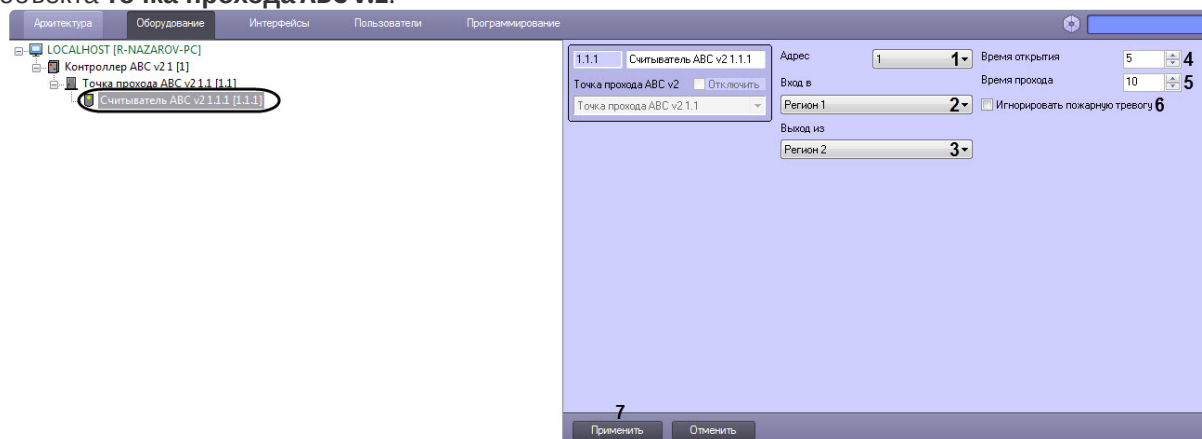 объекта Точка прохода ABC v.2.
Архитектура Оборудование Интерфейсы Пользователи Программирование
LOCALHOST [R-NAZAROV-PC]
Контроллер ABC v2 1 [1]
Точка прохода ABC v2 1.1 [1.1]
Считыватель ABC v2 1.1.1 [1.1.1]
1.1.1 Считыватель ABC v2 1.1.1
Точка прохода ABC v2 Отключить
Точка прохода ABC v2 1.1
Адрес 1 1
Вход в
Регион 1 2
Выход из
Регион 2 3
Время открытия 5 4
Время прохода 10 5
Игнорировать пожарную тревогу 6
7
Применить Отменить